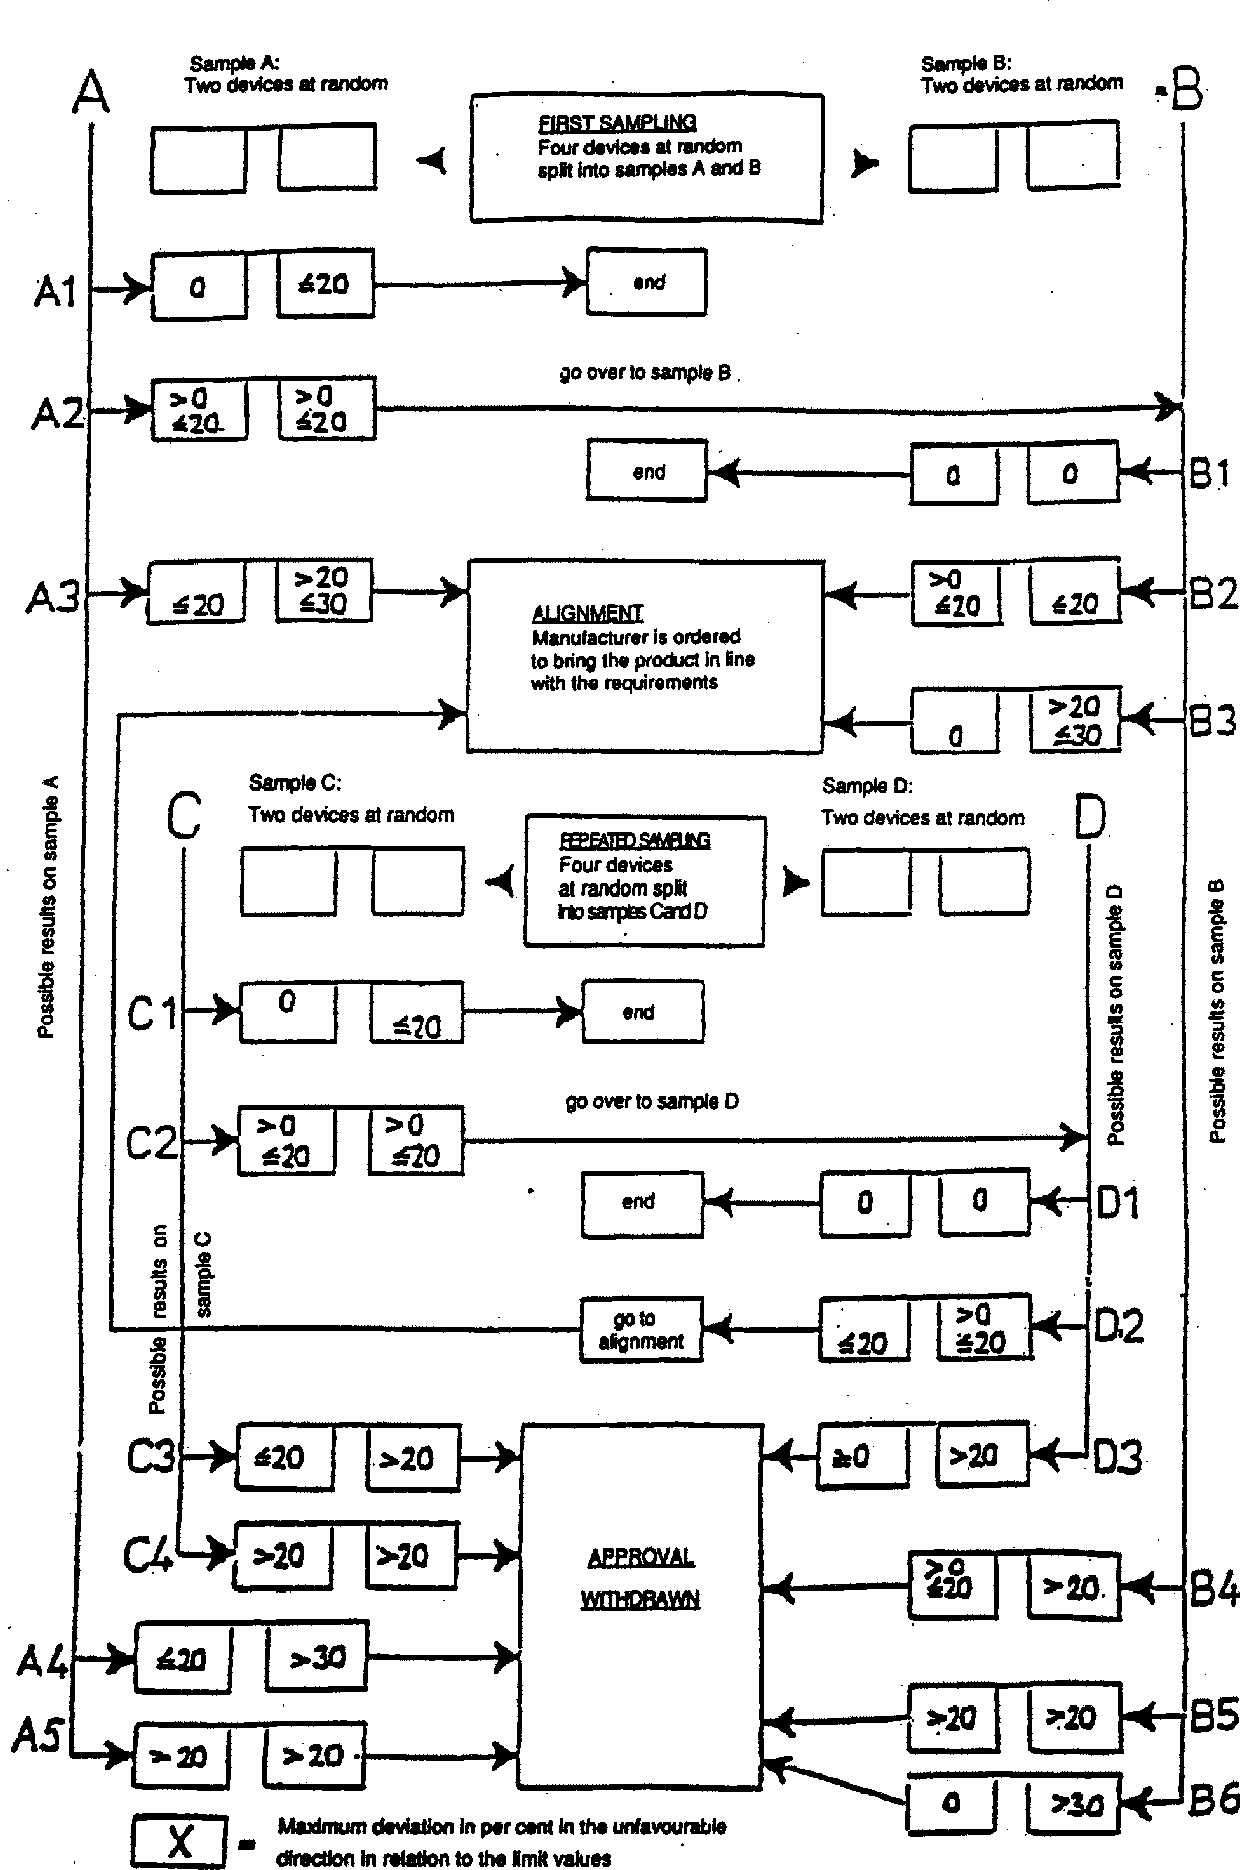 Sample A:
Two devices at random
Sample B:
Two devices at random
A
B
FIRST SAMPLING
Four devices at random
split into samples A and B
A1
0
≤20
end
go over to sample B
A2
>0
≤20
>0
≤20
end
0
0
B1
A3
≤20
>20
≤30
ALIGNMENT
Manufacturer is ordered
to bring the product in line
with the requirements
>0
≤20
≤20
B2
0
>20
≤30
B3
Possible results on sample A
C
Sample C:
Two devices at random
REPEATED SAMPLING
Four devices
at random split
into samples C and D
Sample D:
Two devices at random
D
Possible results on sample D
Possible results on sample B
C1
0
≤20
end
go over to sample D
C2
>0
≤20
>0
≤20
end
0
0
D1
Possible results on
sample C
go to
alignment
≤20
>0
≤20
D2
C3
≤20
>20
≥0
>20
D3
C4
>20
>20
APPROVAL
WITHDRAWN
>0
≤20
>20
B4
A4
≤20
>30
A5
>20
>20
>20
>20
B5
0
>30
B6
X
=
Maximum deviation in per cent in the unfavourable
direction in relation to the limit values